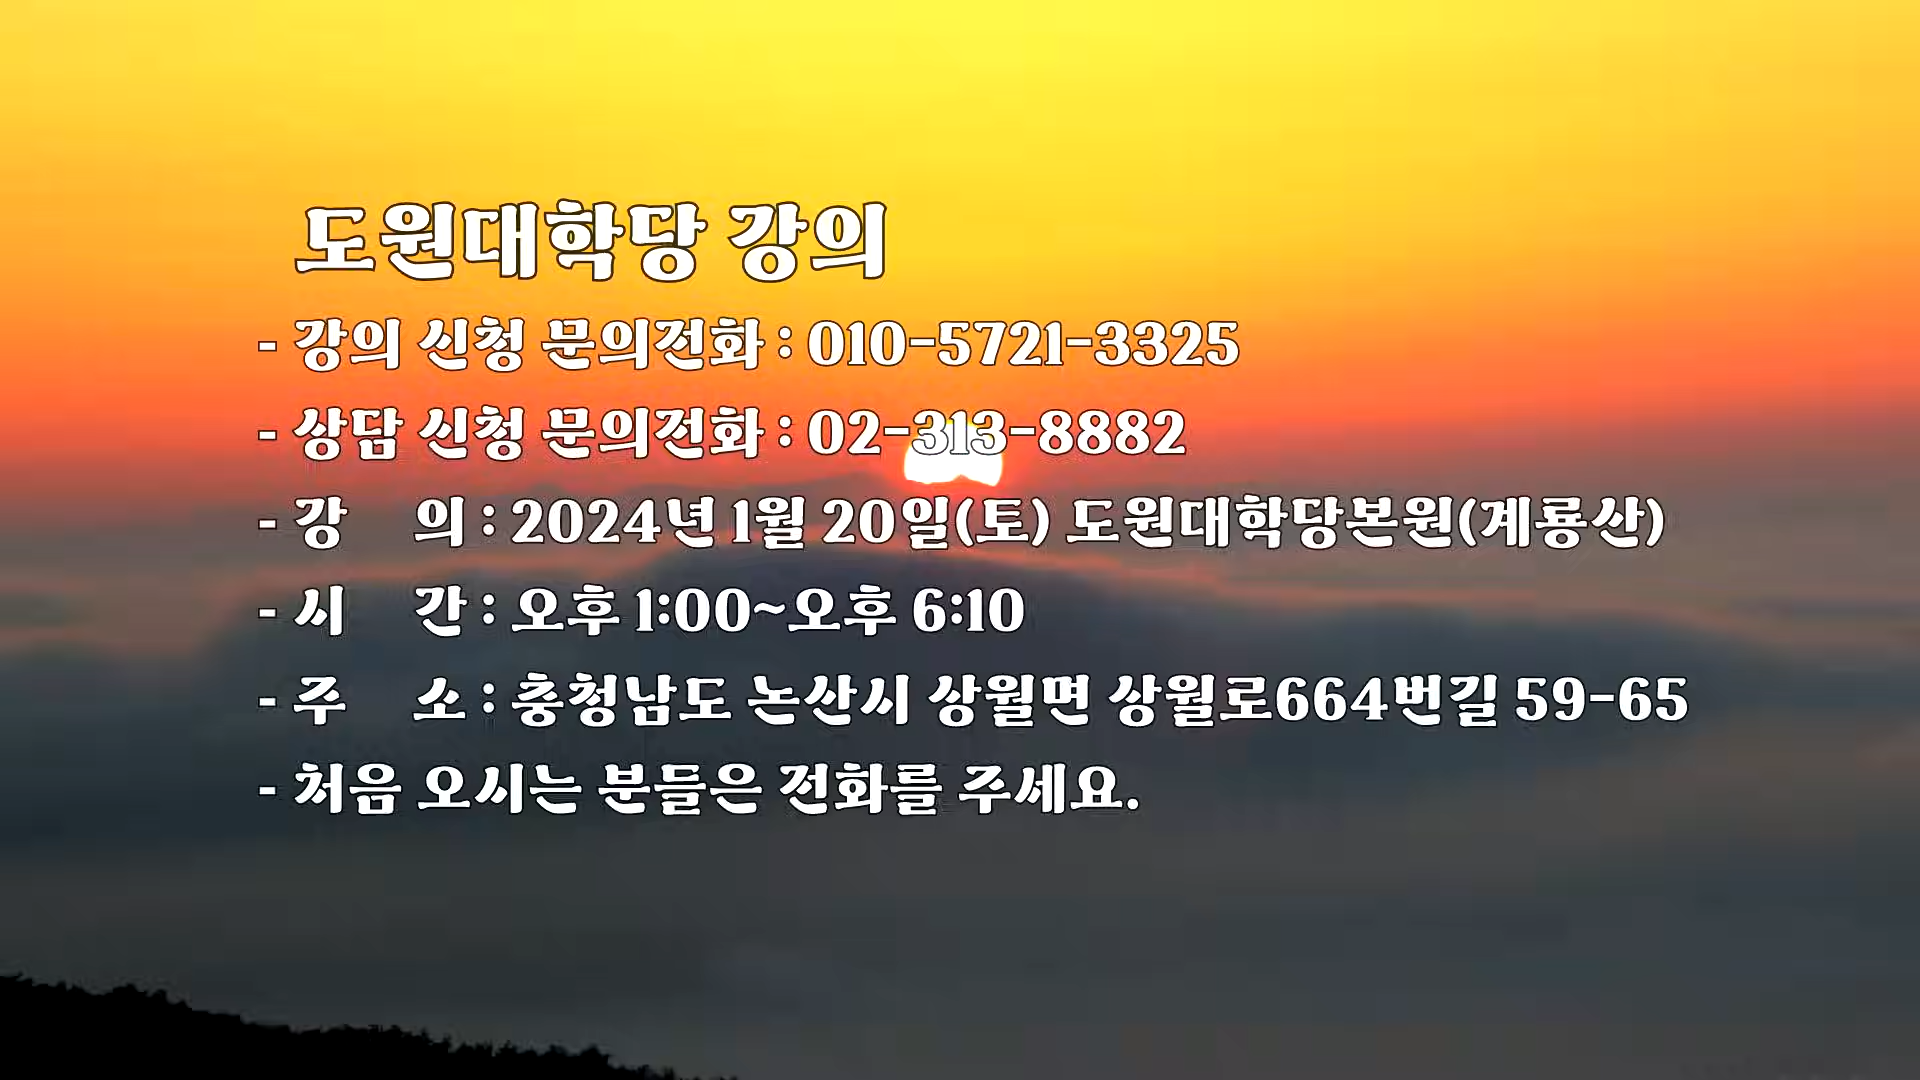 도원대학당 강의
- 강의 신청 문의전화 : 010-5721-3325
- 상담 신청 문의전화 : 02-313-8882
- 강 의 : 2024년 1월 20일(토) 도원대학당본원(계룡산)
- 시 간 : 오후 1:00~오후 6:10
- 주 소 : 충청남도 논산시 상월면 상월로664번길 59-65
- 처음 오시는 분들은 전화를 주세요.